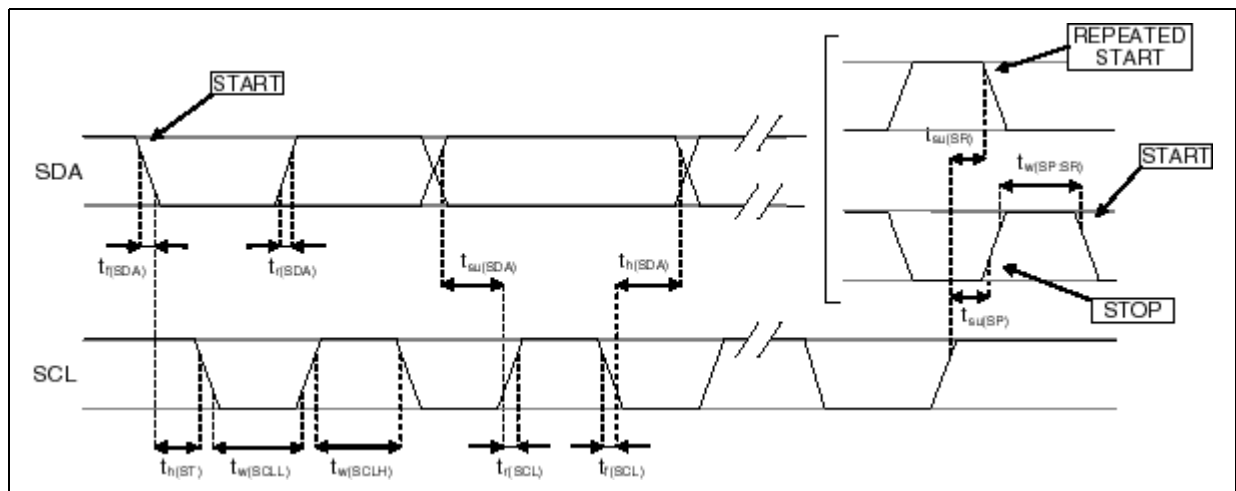 REPEATED
START
START
tsu(SR)
START
tw(SP:SR)
SDA
tf(SDA)
tr(SDA)
tsu(SDA)
th(SDA)
tsu(SP)
STOP
SCL
th(ST)
tw(SCLL)
tw(SCLH)
tr(SCL)
tf(SCL)